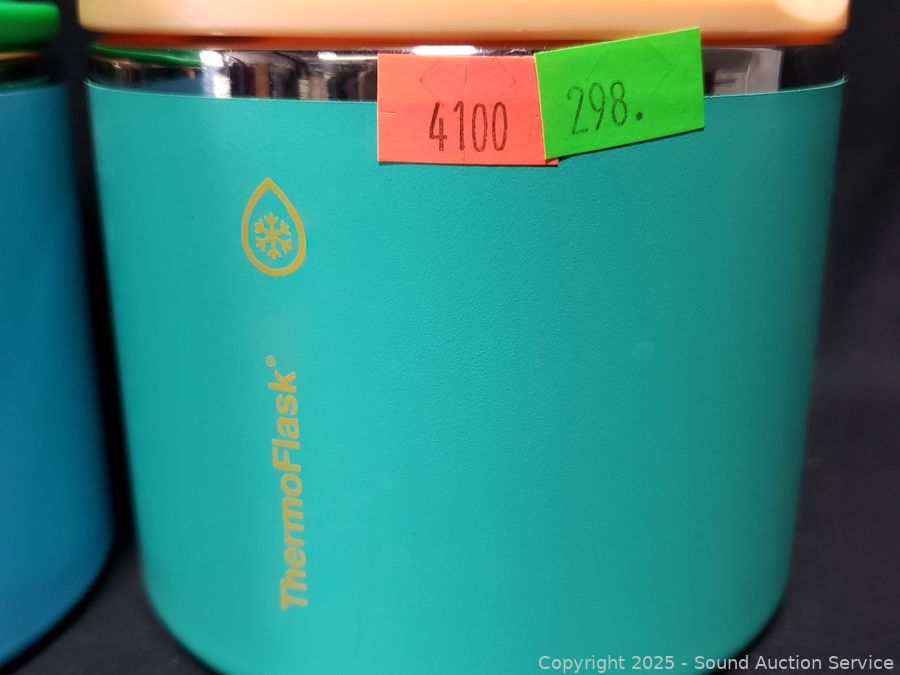 4100
298.
ThermoFlask®
Copyright 2025 - Sound Auction Service